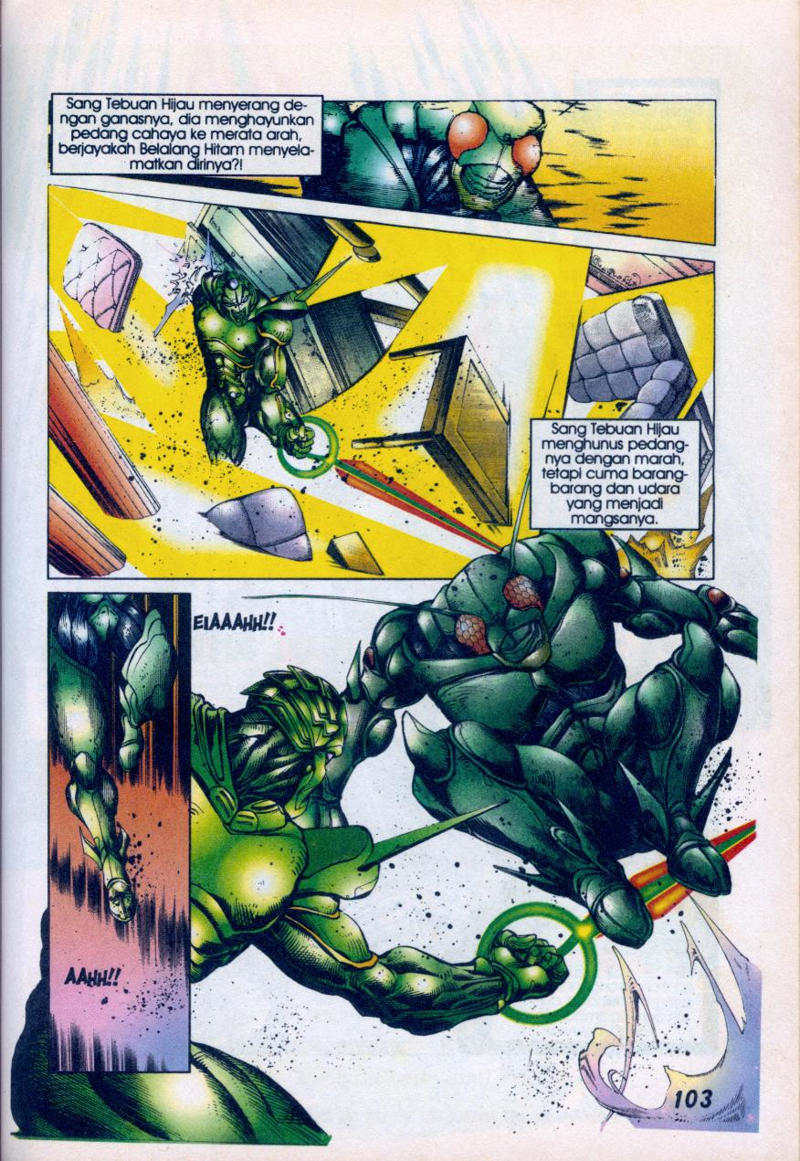 Sang Tebuan Hijau menyerang de-
ngan ganasnya, dia menghayunkan
pedang cahaya ke merata arah,
berjayakah Belalang Hitam menyela-
matkan dirinya?!
Sang Tebuan Hijau
menghunus pedang-
nya dengan marah,
tetapi cuma barang-
barang dan udara
yang menjadi
mangsanya.
EIAAAHH!!
AAHH!!
103